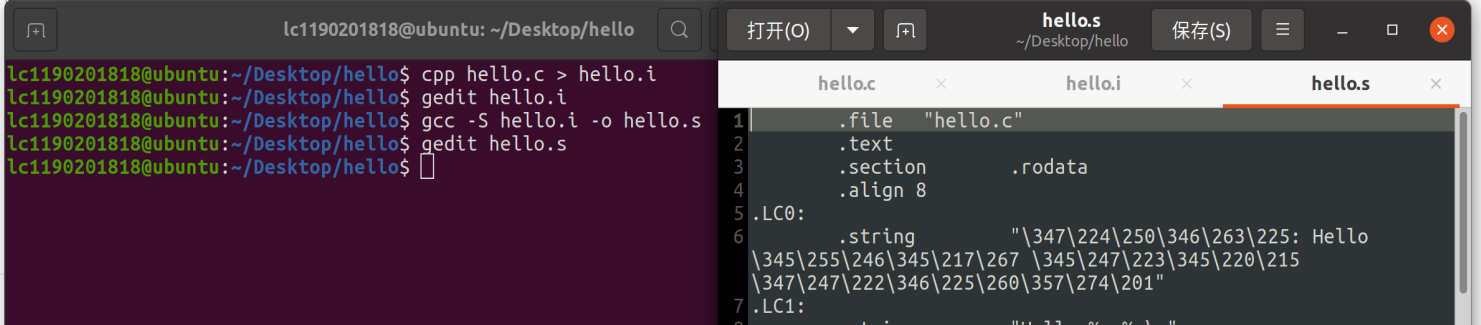 lc1190201818@ubuntu: ~/Desktop/hello
lc1190201818@ubuntu:~/Desktop/hello$ cpp hello.c > hello.i
lc1190201818@ubuntu:~/Desktop/hello$ gedit hello.i
lc1190201818@ubuntu:~/Desktop/hello$ gcc -S hello.i -o hello.s
lc1190201818@ubuntu:~/Desktop/hello$ gedit hello.s
lc1190201818@ubuntu:~/Desktop/hello$
打开(O) hello.s 保存(S)
~/Desktop/hello
hello.c × hello.i × hello.s ×
1 .file "hello.c"
2 .text
3 .section .rodata
4 .align 8
5 .LC0:
6 .string "\347\224\250\346\263\225: Hello
\345\255\246\345\217\267 \345\247\223\345\220\215
\347\247\222\346\225\260\357\274\201"
7 .LC1: